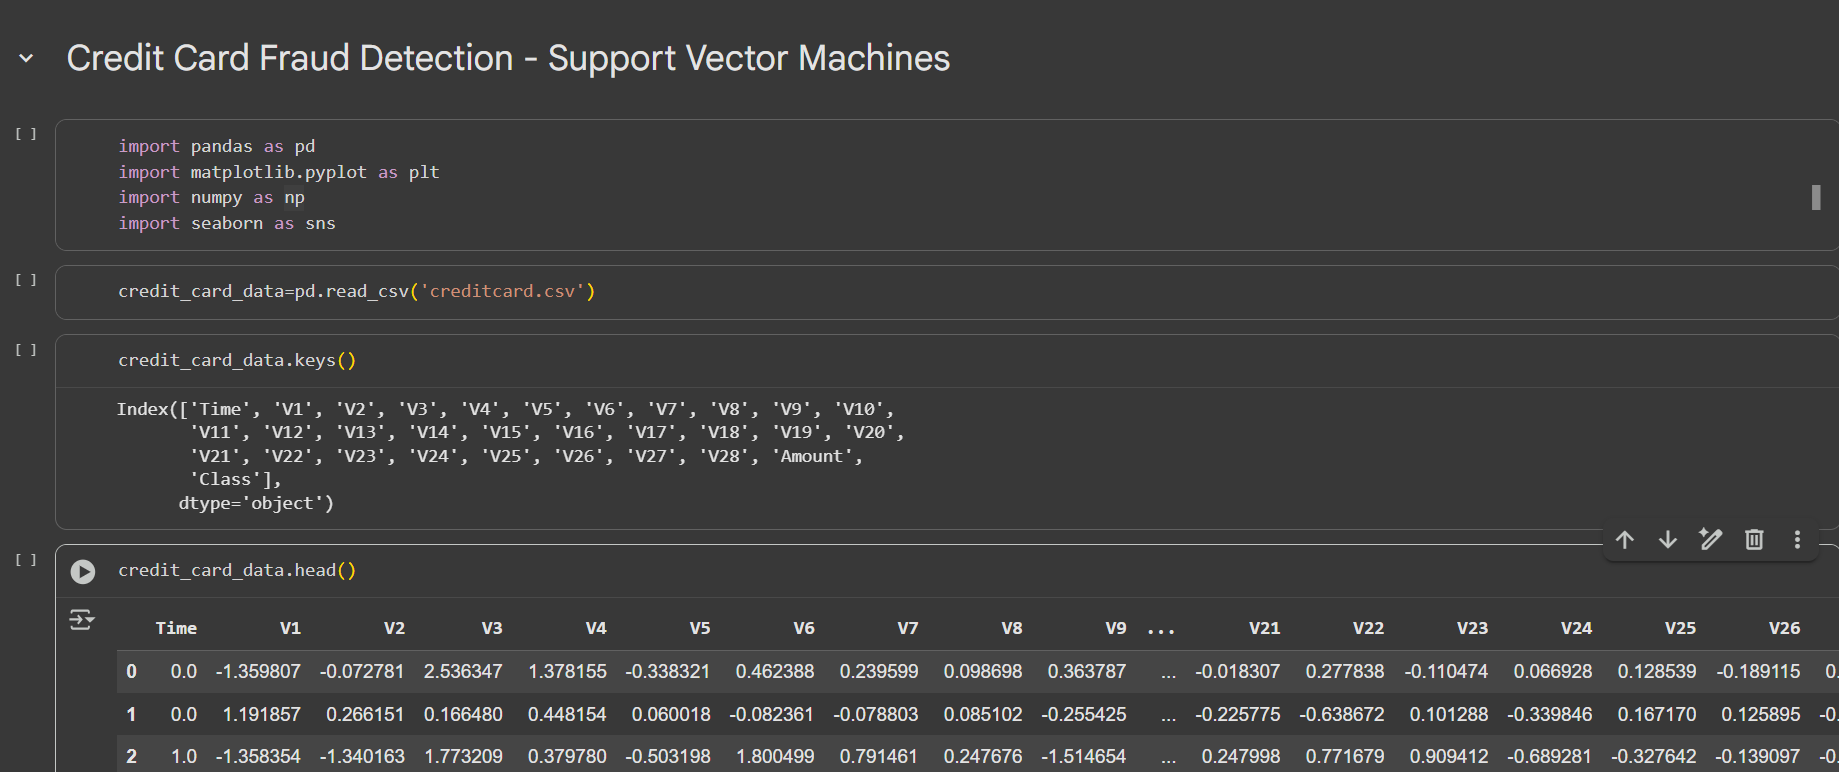 Credit Card Fraud Detection - Support Vector Machines
[ ]
import pandas as pd
import matplotlib.pyplot as plt
import numpy as np
import seaborn as sns
[ ]
credit_card_data=pd.read_csv('creditcard.csv')
[ ]
credit_card_data.keys()
Index(['Time', 'V1', 'V2', 'V3', 'V4', 'V5', 'V6', 'V7', 'V8', 'V9', 'V10',
       'V11', 'V12', 'V13', 'V14', 'V15', 'V16', 'V17', 'V18', 'V19', 'V20',
       'V21', 'V22', 'V23', 'V24', 'V25', 'V26', 'V27', 'V28', 'Amount',
       'Class'],
      dtype='object')
[ ]
credit_card_data.head()
Time V1 V2 V3 V4 V5 V6 V7 V8 V9 ... V21 V22 V23 V24 V25 V26
0 0.0 -1.359807 -0.072781 2.536347 1.378155 -0.338321 0.462388 0.239599 0.098698 0.363787 ... -0.018307 0.277838 -0.110474 0.066928 0.128539 -0.189115 0.
1 0.0 1.191857 0.266151 0.166480 0.448154 0.060018 -0.082361 -0.078803 0.085102 -0.255425 ... -0.225775 -0.638672 0.101288 -0.339846 0.167170 0.125895 -0.
2 1.0 -1.358354 -1.340163 1.773209 0.379780 -0.503198 1.800499 0.791461 0.247676 -1.514654 ... 0.247998 0.771679 0.909412 -0.689281 -0.327642 -0.139097 -0.